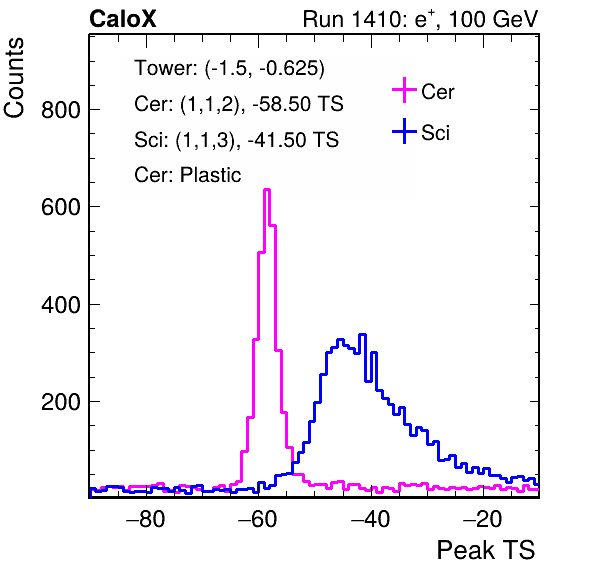 CaloX Run 1410: e+, 100 GeV
Counts
Tower: (-1.5, -0.625)
Cer: (1,1,2), -58.50 TS
Sci: (1,1,3), -41.50 TS
Cer: Plastic
Cer
Sci
800
600
400
200
−80 −60 −40 −20
Peak TS